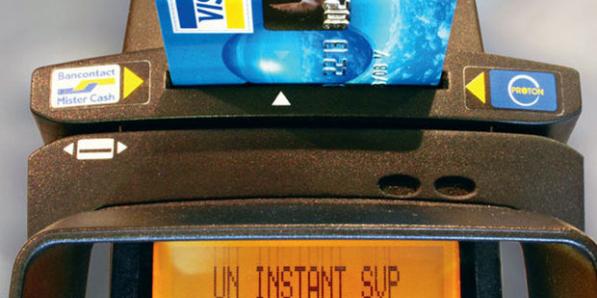 VISA
Bancontact
Mister Cash
PROTON
UN INSTANT SVP